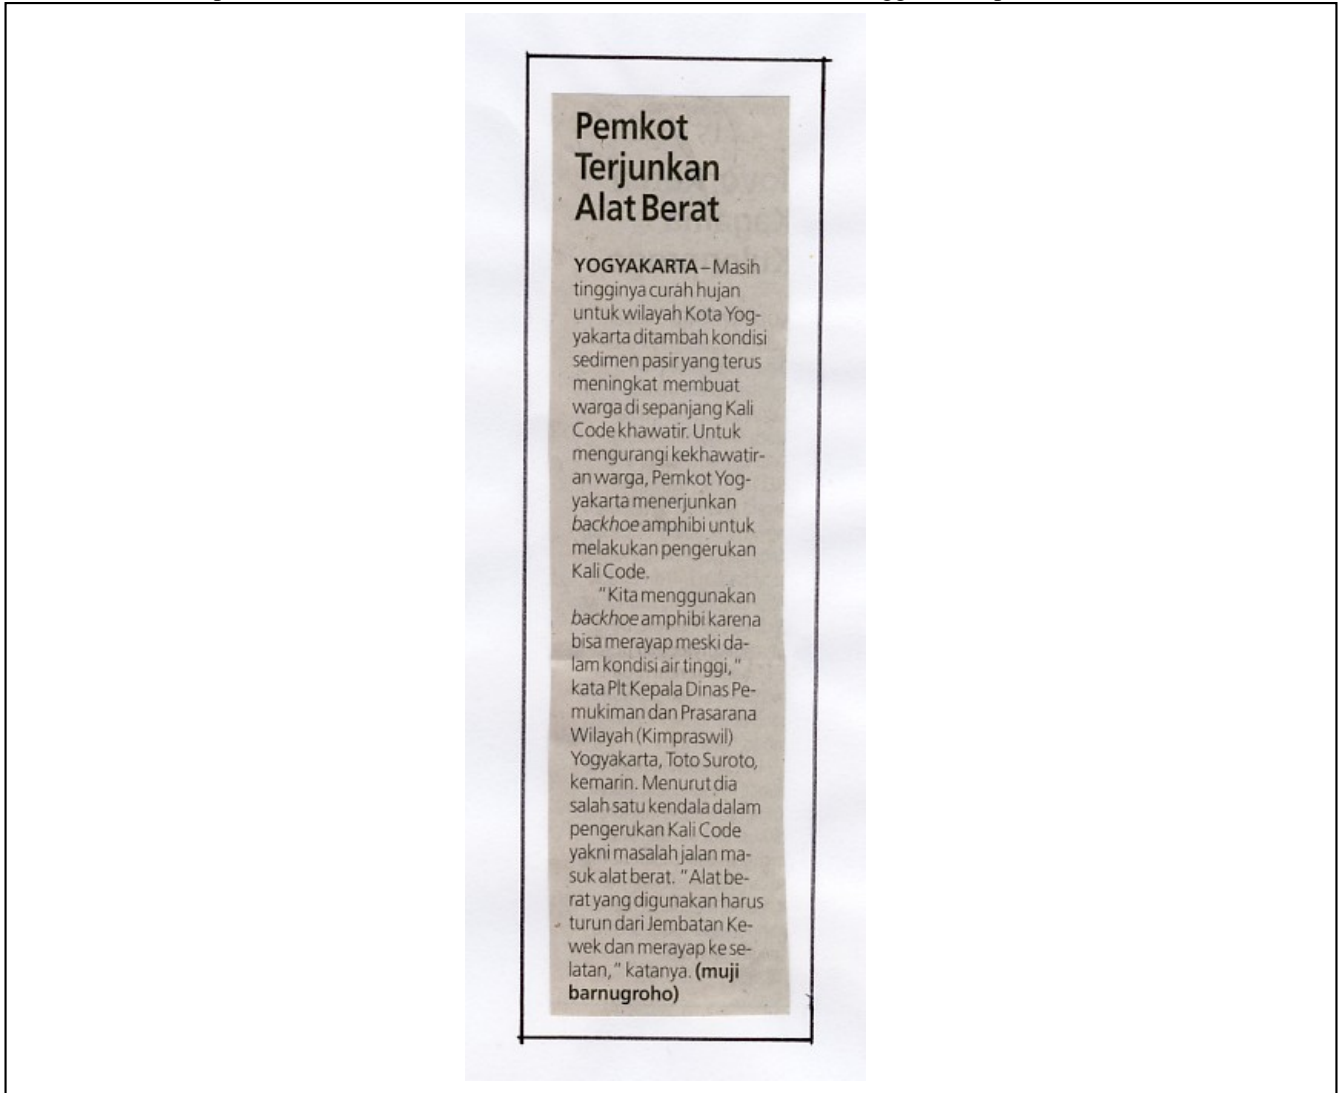 Pemkot
Terjunkan
Alat Berat
YOGYAKARTA – Masih
tingginya curah hujan
untuk wilayah Kota Yog-
yakarta ditambah kondisi
sedimen pasir yang terus
meningkat membuat
warga di sepanjang Kali
Code khawatir. Untuk
mengurangi kekhawatir-
an warga, Pemkot Yog-
yakarta menerjunkan
backhoe amphibi untuk
melakukan pengerukan
Kali Code.
"Kita menggunakan
backhoe amphibi karena
bisa merayap meski da-
lam kondisi air tinggi,"
kata Plt Kepala Dinas Pe-
mukiman dan Prasarana
Wilayah (Kimpraswil)
Yogyakarta, Toto Suroto,
kemarin. Menurut dia
salah satu kendala dalam
pengerukan Kali Code
yakni masalah jalan ma-
suk alat berat. "Alat be-
rat yang digunakan harus
turun dari Jembatan Ke-
wek dan merayap ke se-
latan," katanya. (muji
barnugroho)